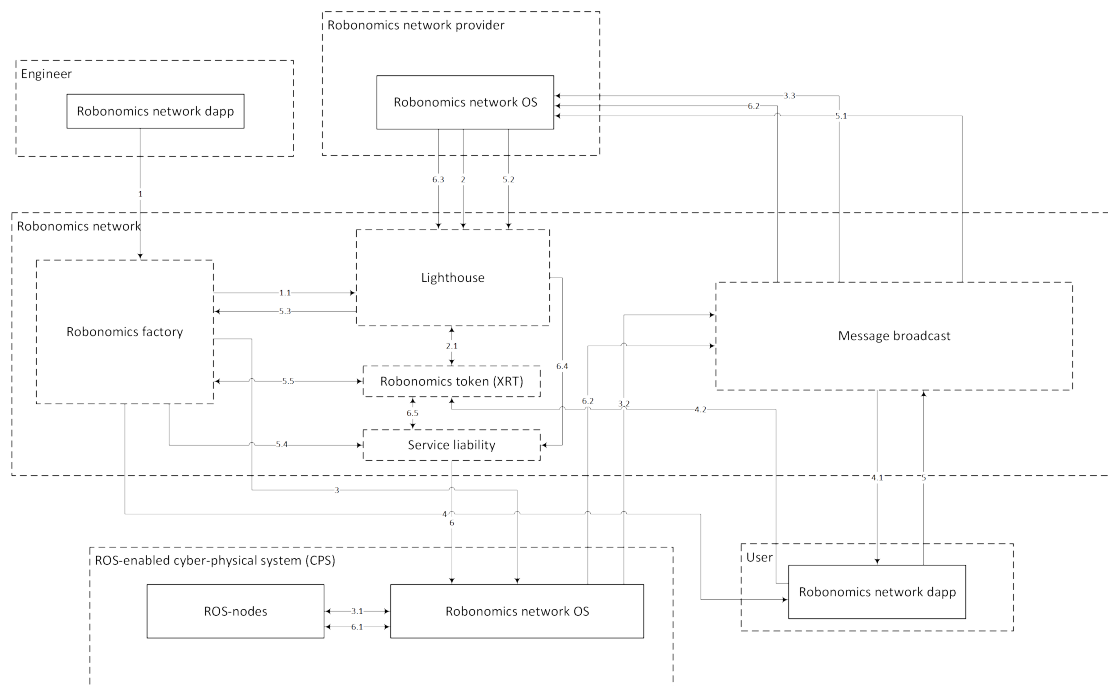 Robonomics network provider
Engineer
Robonomics network dapp
Robonomics network OS
3.3
6.2
5.1
1
6.3
2
5.2
Robonomics network
Lighthouse
1.1
5.3
Robonomics factory
Message broadcast
2.1
6.4
Robonomics token (XRT)
5.5
6.5
6.2
3.2
4.2
5.4
Service liability
4.1
5
3
4
6
ROS-enabled cyber-physical system (CPS)
User
ROS-nodes
3.1
6.1
Robonomics network OS
Robonomics network dapp